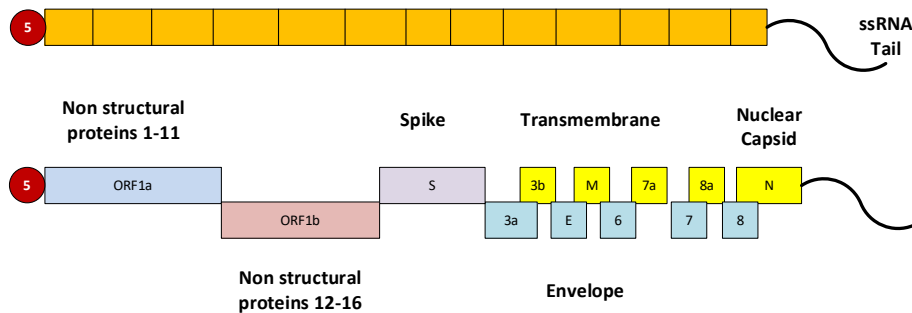 5
ssRNA
Tail
Non structural
proteins 1-11
Spike
Transmembrane
Nuclear
Capsid
5
ORF1a
S
3b
M
7a
8a
N
ORF1b
3a
E
6
7
8
Non structural
proteins 12-16
Envelope